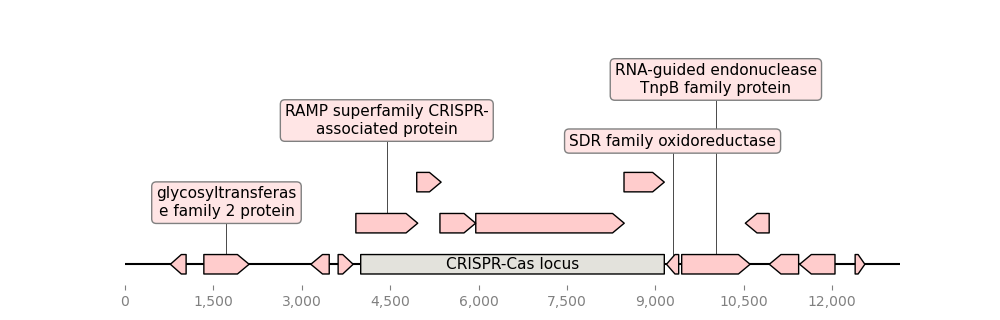 RNA-guided endonuclease
TnpB family protein
RAMP superfamily CRISPR-
associated protein
SDR family oxidoreductase
glycosyltransferas
e family 2 protein
CRISPR-Cas locus
0 1,500 3,000 4,500 6,000 7,500 9,000 10,500 12,000